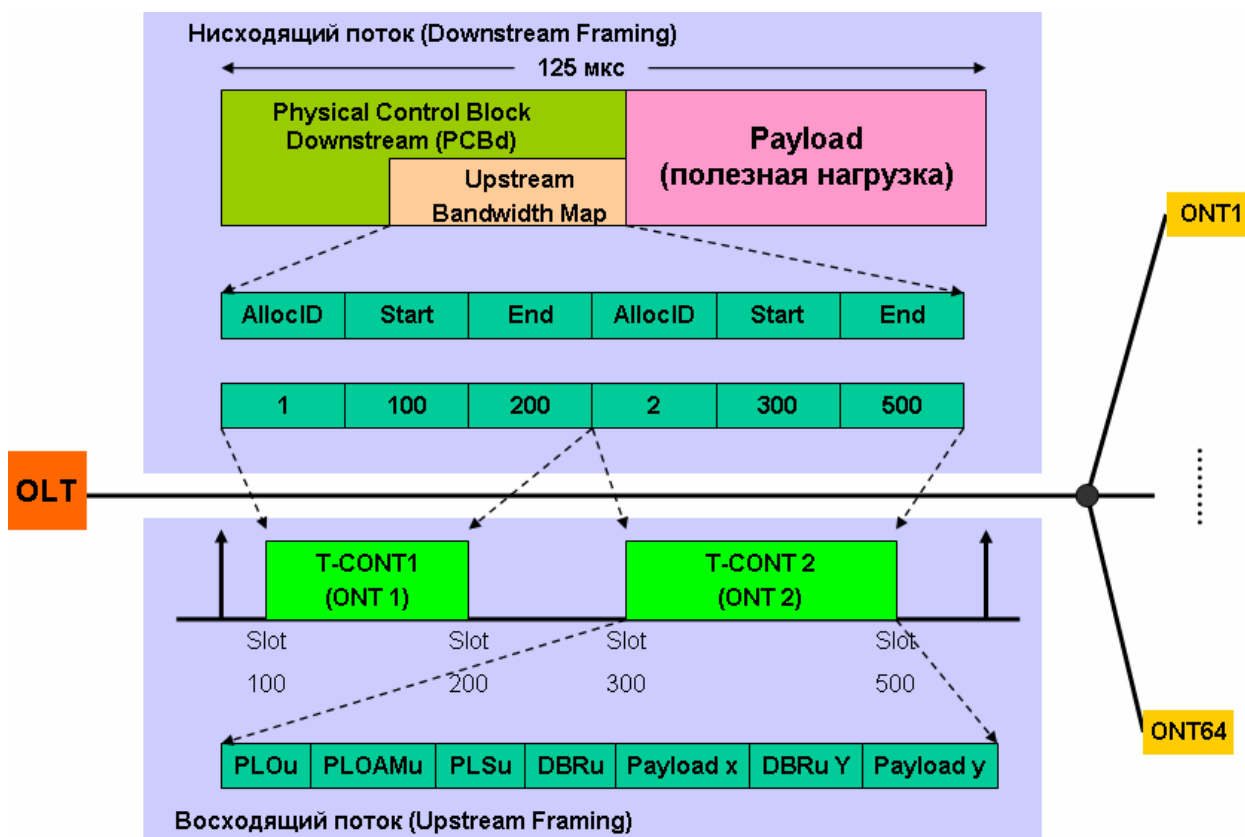 Нисходящий поток (Downstream Framing)
125 мкс
Physical Control Block
Downstream (PCBd)
Upstream
Bandwidth Map
Payload
(полезная нагрузка)
AllocID Start End AllocID Start End
1 100 200 2 300 500
OLT
ONT1
ONT64
T-CONT1
(ONT 1)
T-CONT 2
(ONT 2)
Slot Slot Slot Slot
100 200 300 500
PLOu PLOAMu PLSu DBRu Payload x DBRu Y Payload y
Восходящий поток (Upstream Framing)